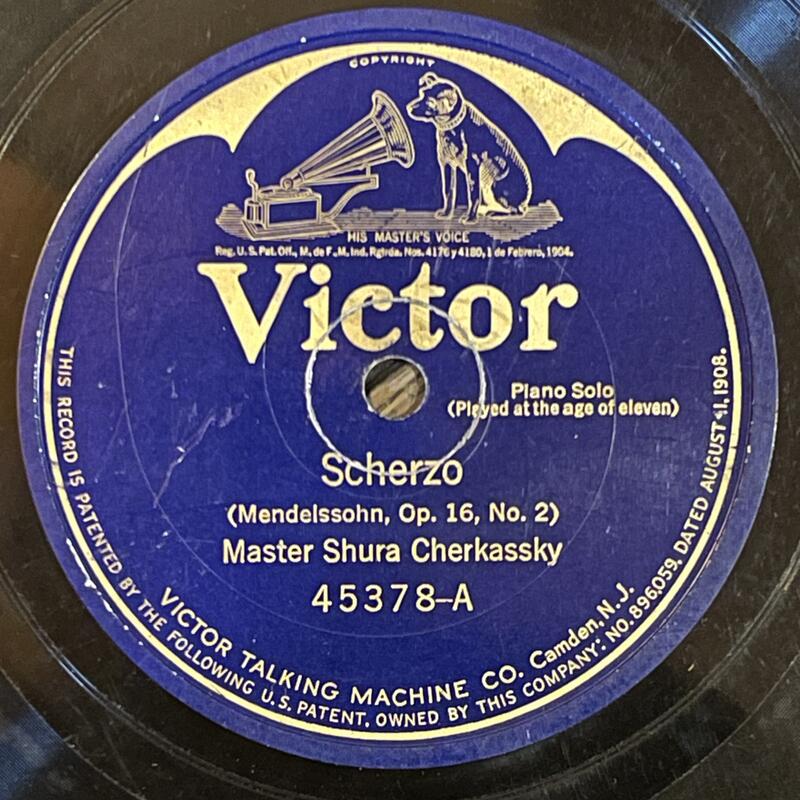 COPYRIGHT
HIS MASTER'S VOICE
Reg. U.S. Pat. Off., M. de F. M. Ind. Rgtrda. Nos. 4176 y 4180, 1 de Febrero, 1904.
Victor
Piano Solo
(Played at the age of eleven)
Scherzo
(Mendelssohn, Op. 16, No. 2)
Master Shura Cherkassky
45378-A
VICTOR TALKING MACHINE CO. Camden, N.J.
THIS RECORD IS PATENTED BY THE FOLLOWING U.S. PATENT, OWNED BY THIS COMPANY: NO. 896,059, DATED AUGUST 11, 1908.